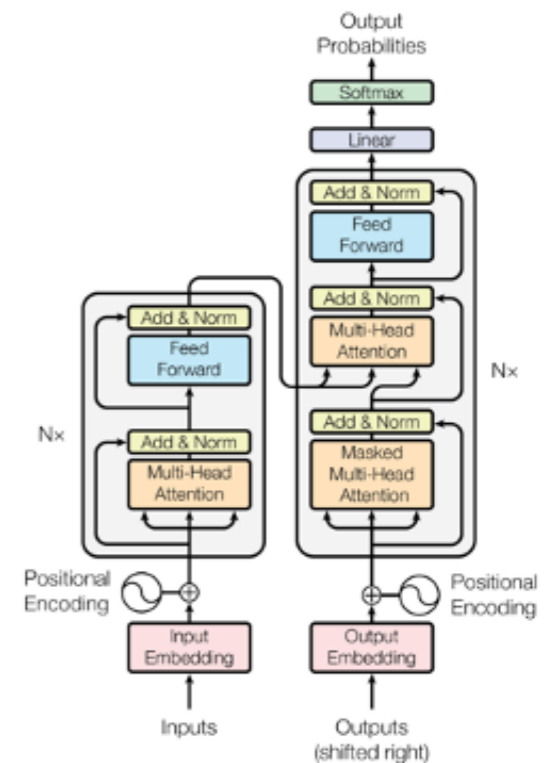 Output
Probabilities
Softmax
Linear
Add & Norm
Feed
Forward
Add & Norm
Multi-Head
Attention
Add & Norm
Masked
Multi-Head
Attention
Nx
Add & Norm
Feed
Forward
Add & Norm
Multi-Head
Attention
Nx
Positional
Encoding
Positional
Encoding
Input
Embedding
Output
Embedding
Inputs
Outputs
(shifted right)